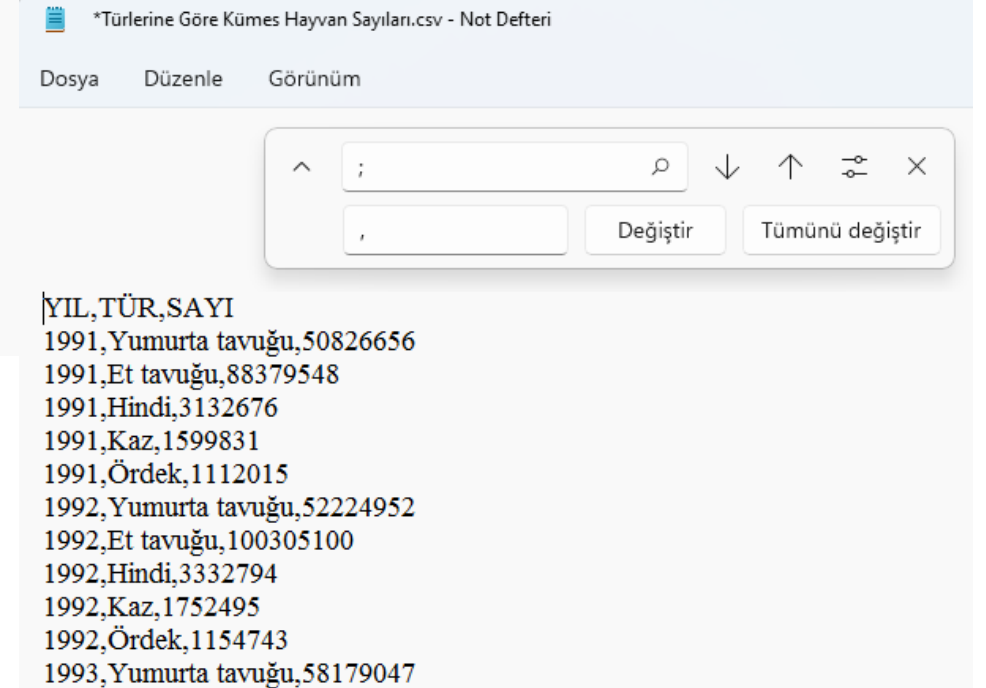 *Türlerine Göre Kümes Hayvan Sayıları.csv - Not Defteri
Dosya Düzenle Görünüm
;
, Değiştir Tümünü değiştir
YIL,TÜR,SAYI
1991,Yumurta tavuğu,50826656
1991,Et tavuğu,88379548
1991,Hindi,3132676
1991,Kaz,1599831
1991,Ördek,1112015
1992,Yumurta tavuğu,52224952
1992,Et tavuğu,100305100
1992,Hindi,3332794
1992,Kaz,1752495
1992,Ördek,1154743
1993,Yumurta tavuğu,58179047